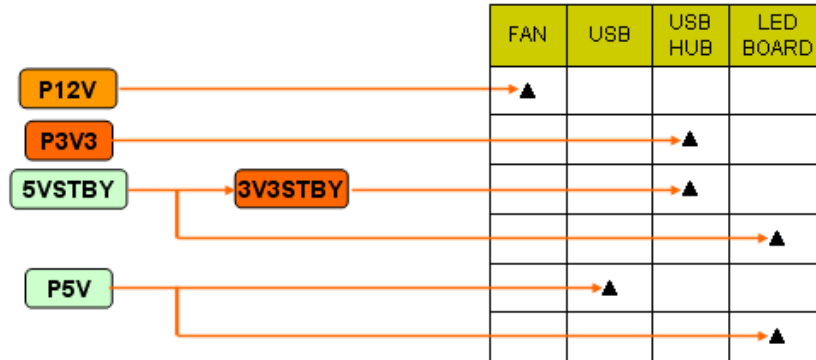 FAN
USB
USB
HUB
LED
BOARD
P12V
P3V3
5VSTBY
3V3STBY
P5V